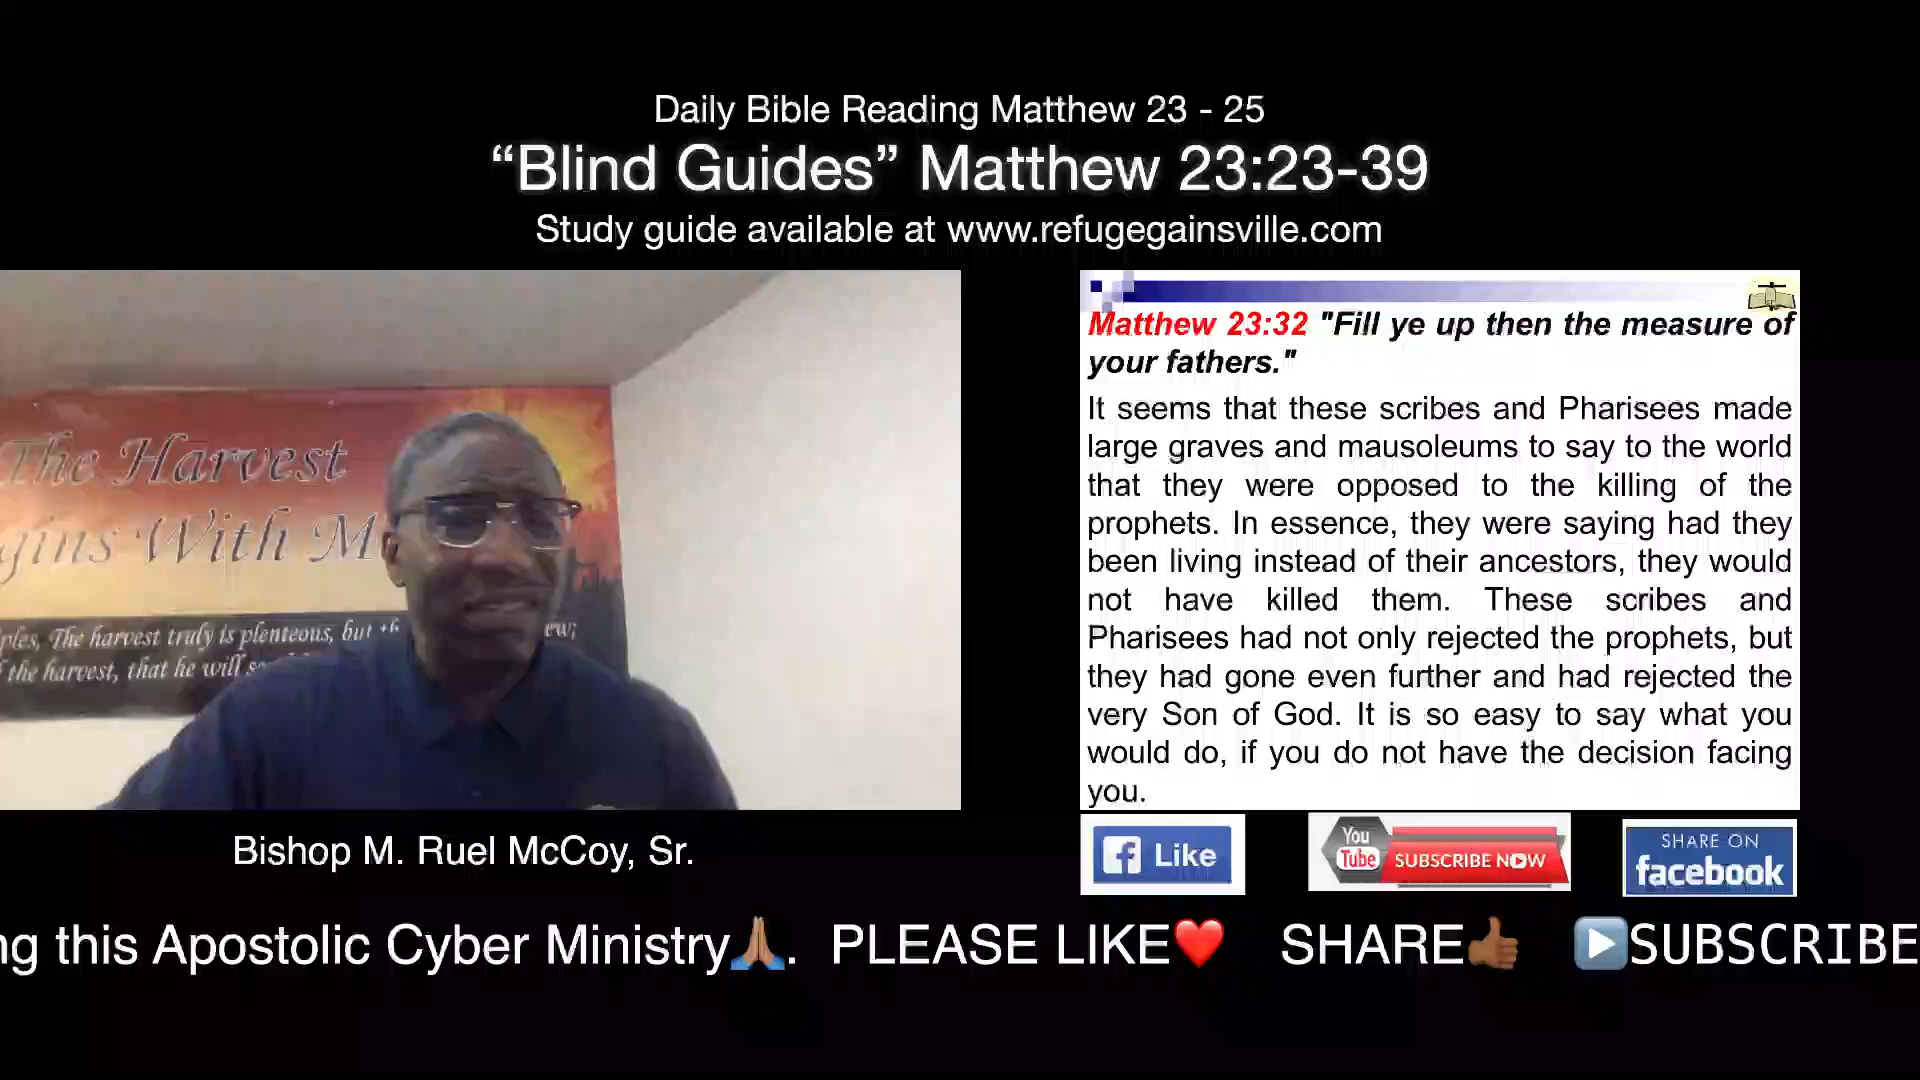 Daily Bible Reading Matthew 23 - 25
“Blind Guides” Matthew 23:23-39
Study guide available at www.refugegainsville.com
The Harvest
gins With M
ples, The harvest truly is plenteous, but
ew;
f the harvest, that he will
Matthew 23:32 "Fill ye up then the measure of
your fathers."
It seems that these scribes and Pharisees made
large graves and mausoleums to say to the world
that they were opposed to the killing of the
prophets. In essence, they were saying had they
been living instead of their ancestors, they would
not have killed them. These scribes and
Pharisees had not only rejected the prophets, but
they had gone even further and had rejected the
very Son of God. It is so easy to say what you
would do, if you do not have the decision facing
you.
Bishop M. Ruel McCoy, Sr.
f Like
You
Tube SUBSCRIBE NOW
SHARE ON
facebook
ng this Apostolic Cyber Ministry🙏🏽. PLEASE LIKE❤️ SHARE👍🏾 ▶️SUBSCRIBE